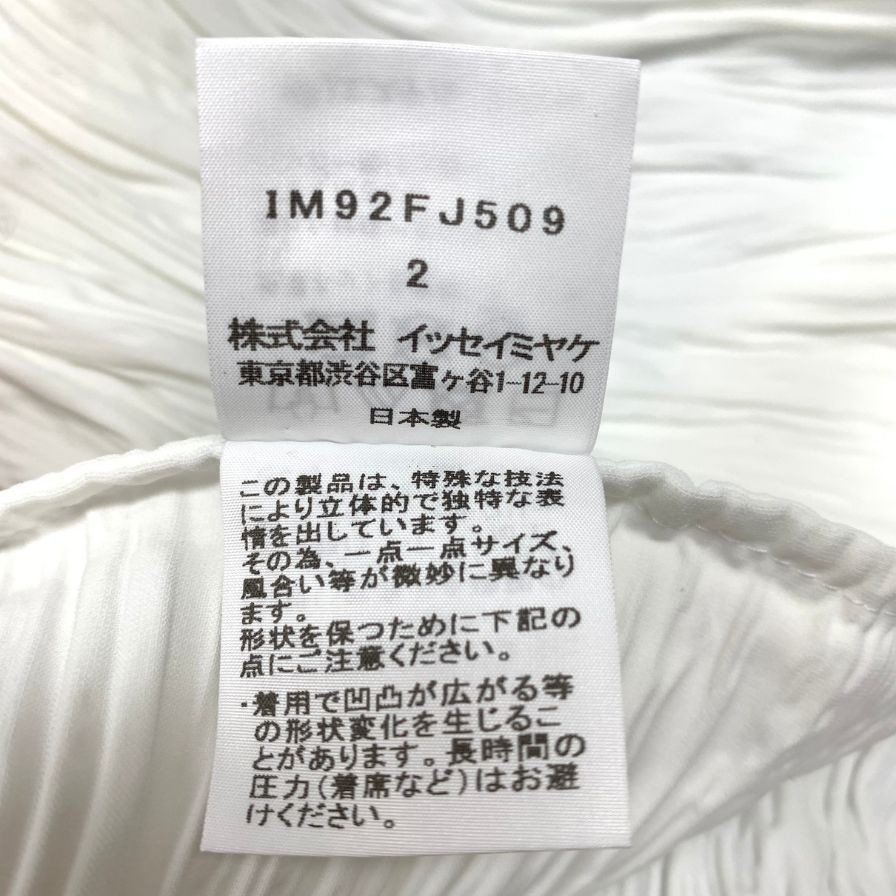 IM92FJ509
2
株式会社 イッセイミヤケ
東京都渋谷区富ヶ谷1-12-10
日本製
この製品は、特殊な技法
により立体的で独特な表
情を出しています。
その為、一点一点サイズ、
風合い等が微妙に異なり
ます。
形状を保つために下記の
点にご注意ください。
・着用で凹凸が広がる等
の形状変化を生じるこ
とがあります。長時間の
圧力(着席など)はお避
けください。